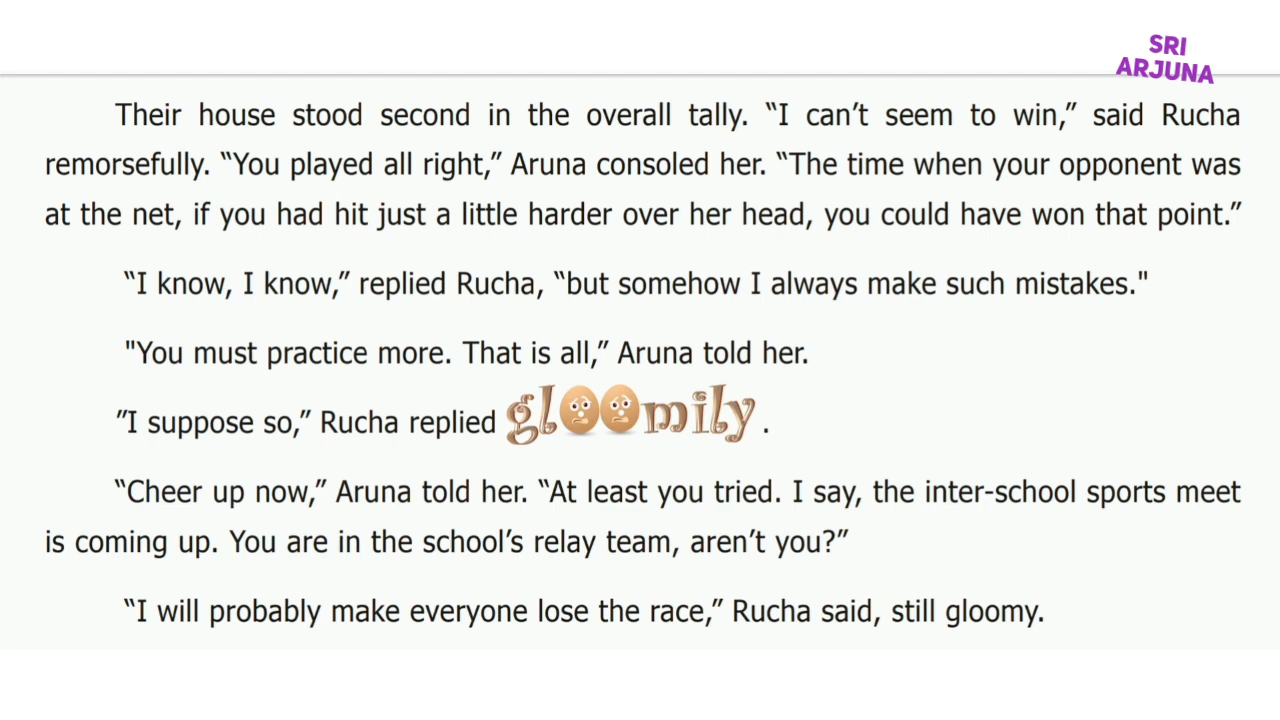 SRI
ARJUNA
Their house stood second in the overall tally. “I can’t seem to win,” said Rucha
remorsefully. “You played all right,” Aruna consoled her. “The time when your opponent was
at the net, if you had hit just a little harder over her head, you could have won that point.”
“I know, I know,” replied Rucha, “but somehow I always make such mistakes."
"You must practice more. That is all,” Aruna told her.
”I suppose so,” Rucha replied gloomily .
“Cheer up now,” Aruna told her. “At least you tried. I say, the inter-school sports meet
is coming up. You are in the school’s relay team, aren’t you?”
“I will probably make everyone lose the race,” Rucha said, still gloomy.